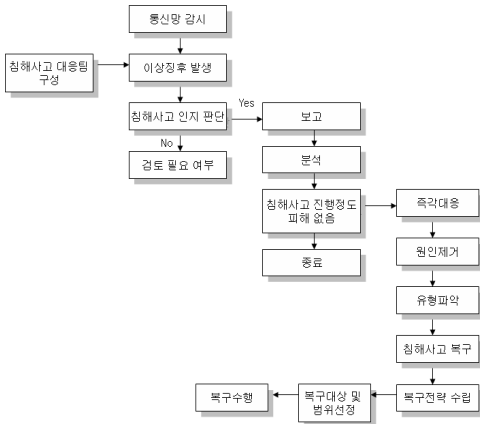 통신망 감시
침해사고 대응팀
구성
이상징후 발생
침해사고 인지 판단
Yes
보고
No
검토 필요 여부
분석
침해사고 진행정도
피해 없음
즉각대응
종료
원인제거
유형파악
침해사고 복구
복구전략 수립
복구대상 및
범위선정
복구수행